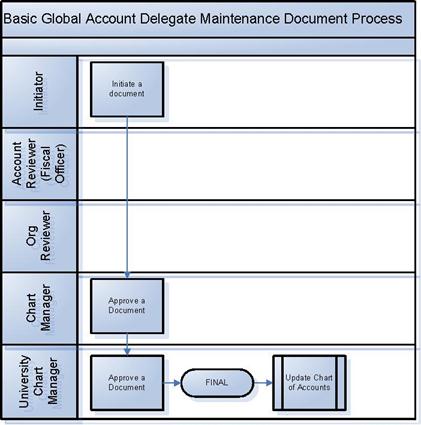 Basic Global Account Delegate Maintenance Document Process
Initiator
Initiate a
document
Account
Reviewer
(Fiscal
Officer)
Org
Reviewer
Chart
Manager
Approve a
Document
University
Chart
Manager
Approve a
Document
FINAL
Update Chart
of Accounts